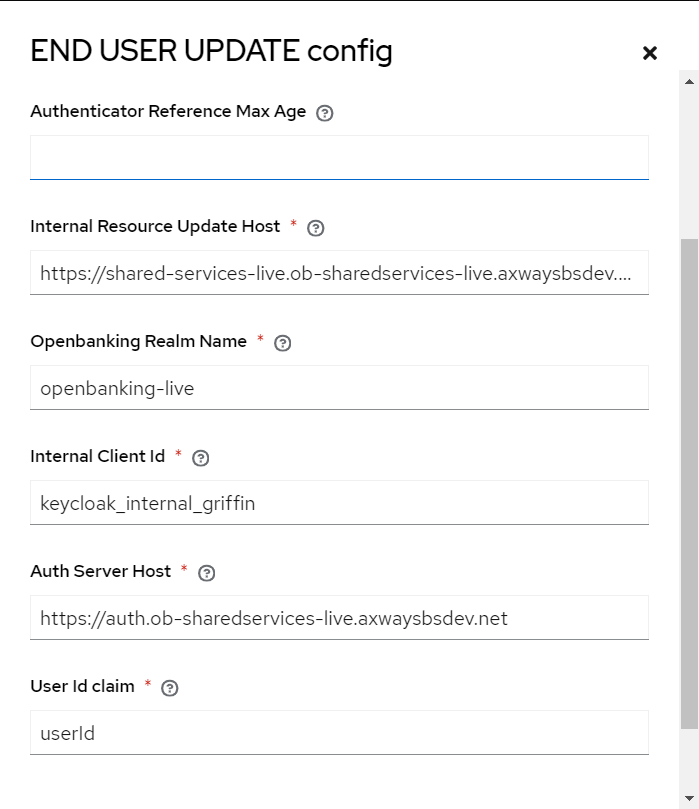 END USER UPDATE config
Authenticator Reference Max Age
Internal Resource Update Host *
https://shared-services-live.ob-sharedservices-live.axwaysbsdev....
Openbanking Realm Name *
openbanking-live
Internal Client Id *
keycloak_internal_griffin
Auth Server Host *
https://auth.ob-sharedservices-live.axwaysbsdev.net
User Id claim *
userId